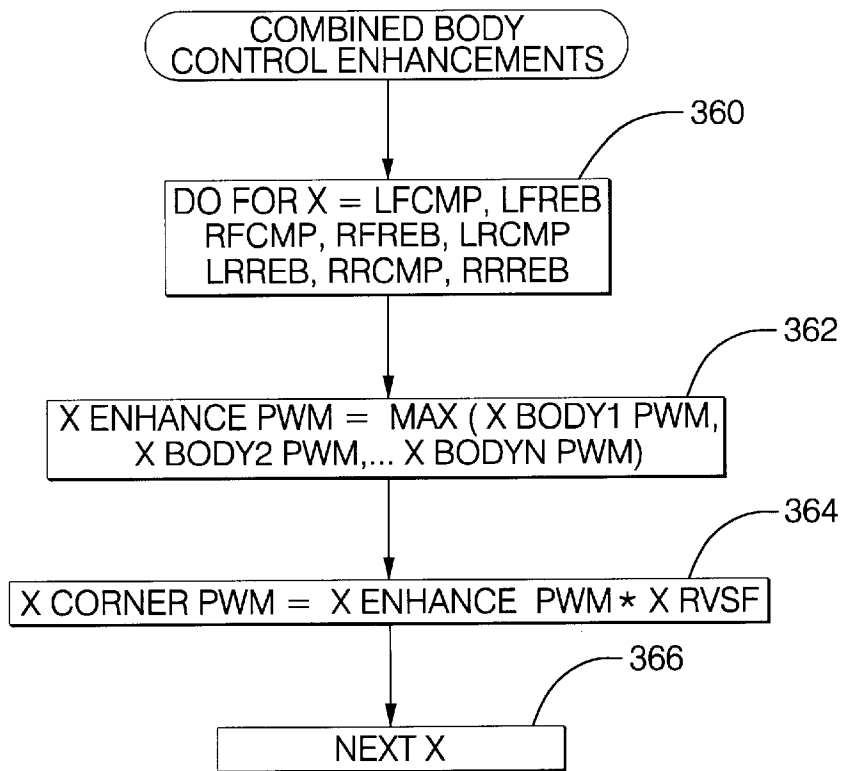 COMBINED BODY
CONTROL ENHANCEMENTS
360
DO FOR X = LFCMP, LFREB
RFCMP, RFREB, LRCMP
LRREB, RRCMP, RRREB
362
X ENHANCE PWM = MAX ( X BODY1 PWM,
X BODY2 PWM,... X BODYN PWM)
364
X CORNER PWM = X ENHANCE PWM * X RVSF
366
NEXT X